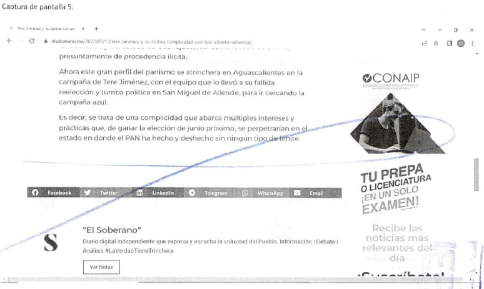 Captura de pantalla 5.
presuntamente de procedencia ilícita.
Ahora este gran perfil del panismo se atrinchera en Aguascalientes en la
campaña de Tere Jiménez, con el equipo que lo llevó a su fallida
reelección y tumba política en San Miguel de Allende, para ir cercando la
campaña azul.
Es decir, se trata de una complicidad que abarca múltiples intereses y
prácticas que, de ganar la elección de junio próximo, se perpetrarían en el
estado en donde el PAN ha hecho y deshecho sin ningún tipo de límite.
Facebook
Twitter
LinkedIn
Telegram
WhatsApp
Email
S
"El Soberano"
Diario digital independiente que expresa y escucha la voluntad del Pueblo. Información | Debate |
Análisis #LaVerdadTieneTrinchera
Ver Notas
CONAIP
TU PREPA
O LICENCIATURA
¡EN UN SOLO
EXAMEN!
Recibe las
noticias más
relevantes del
día
¡Suscríbete!